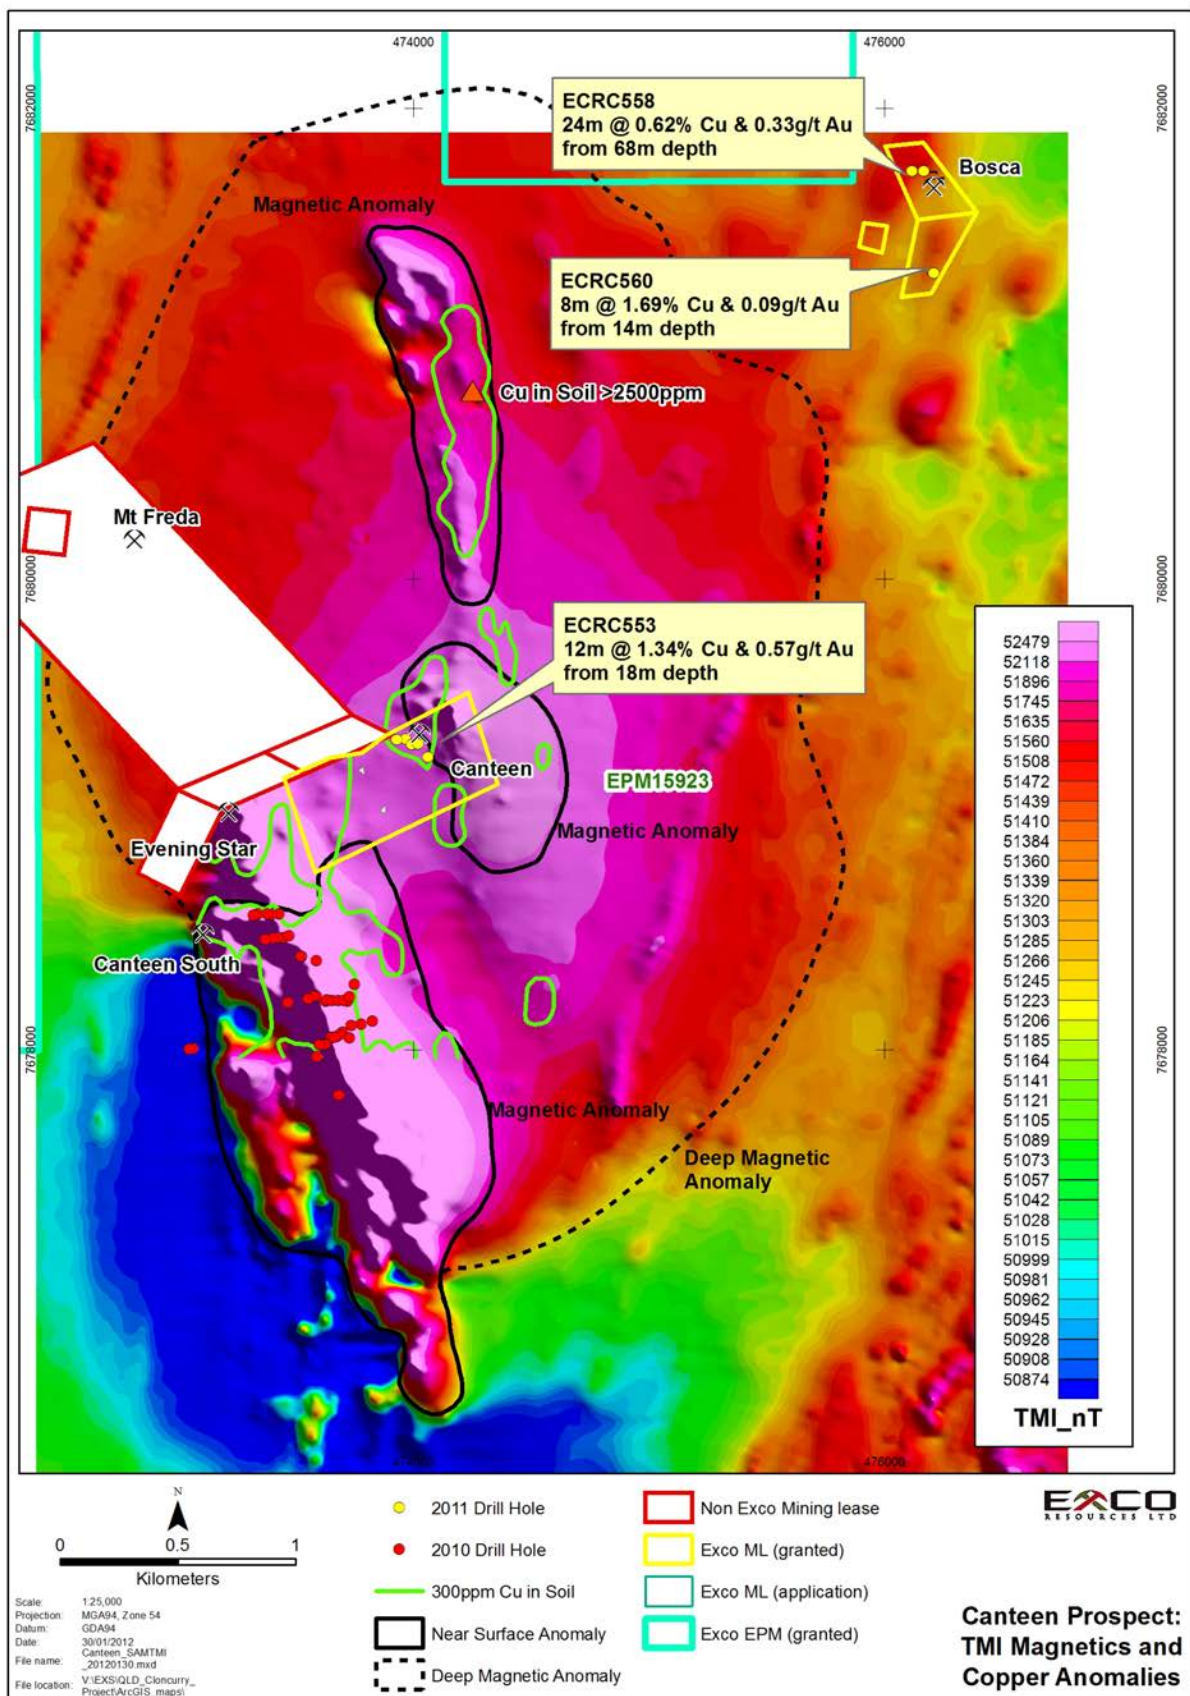 474000
476000
7682000
7682000
ECRC558
24m @ 0.62% Cu & 0.33g/t Au
from 68m depth
Bosca
Magnetic Anomaly
ECRC560
8m @ 1.69% Cu & 0.09g/t Au
from 14m depth
Cu in Soil >2500ppm
Mt Freda
7680000
7680000
ECRC553
12m @ 1.34% Cu & 0.57g/t Au
from 18m depth
Canteen
EPM15923
Magnetic Anomaly
Evening Star
Canteen South
7678000
7678000
Magnetic Anomaly
Deep Magnetic
Anomaly
52479
52118
51896
51745
51635
51560
51508
51472
51439
51410
51384
51360
51339
51320
51303
51285
51266
51245
51223
51206
51185
51164
51141
51121
51105
51089
51073
51057
51042
51028
51015
50999
50981
50962
50945
50928
50908
50874
TMI_nT
474000
476000
N
0 0.5 1
Kilometers
Scale: 1:25,000
Projection: MGA94, Zone 54
Datum: GDA94
Date: 30/01/2012
File name: Canteen_SAMTMI
_20120130.mxd
File location: V:\EXS\QLD_Cloncurry_
Project\ArcGIS_maps\
2011 Drill Hole
2010 Drill Hole
300ppm Cu in Soil
Near Surface Anomaly
Deep Magnetic Anomaly
Non Exco Mining lease
Exco ML (granted)
Exco ML (application)
Exco EPM (granted)
EXCO
RESOURCES LTD
Canteen Prospect:
TMI Magnetics and
Copper Anomalies